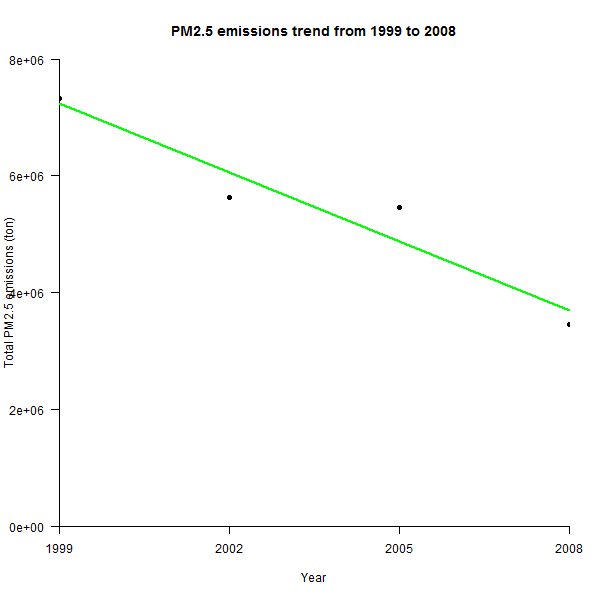 PM2.5 emissions trend from 1999 to 2008
8e+06
6e+06
4e+06
2e+06
0e+00
Total PM2.5 emissions (ton)
1999 2002 2005 2008
Year